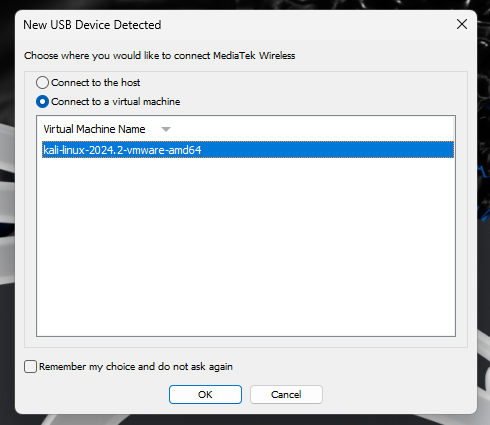 New USB Device Detected
Choose where you would like to connect MediaTek Wireless
Connect to the host
Connect to a virtual machine
Virtual Machine Name
kali-linux-2024.2-vmware-amd64
Remember my choice and do not ask again
OK
Cancel